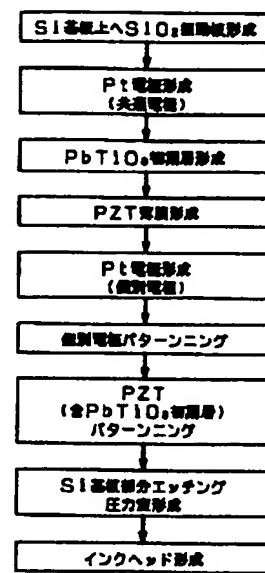 Si基板上へSiO₂振動板形成
Pt電極形成
(共通電極)
PbTiO₃初期層形成
PZT薄膜形成
Pt電極形成
(個別電極)
個別電極パターンニング
PZT
(含PbTiO₃初期層)
パターンニング
Si基板部分エッチング
圧力室形成
インクヘッド形成